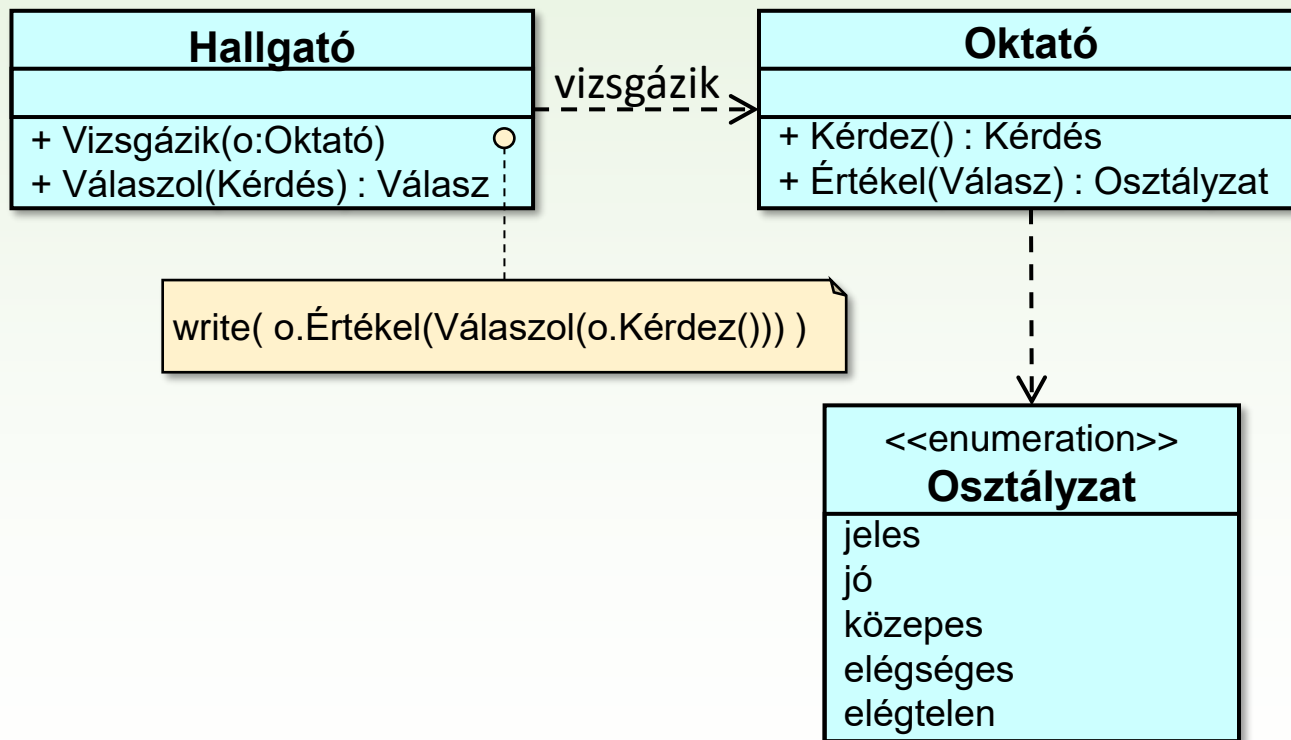 Hallgató
+ Vizsgázik(o:Oktató)
+ Válaszol(Kérdés) : Válasz
vizsgázik
Oktató
+ Kérdez() : Kérdés
+ Értékel(Válasz) : Osztályzat
write( o.Értékel(Válaszol(o.Kérdez())) )
<<enumeration>>
Osztályzat
jeles
jó
közepes
elégséges
elégtelen